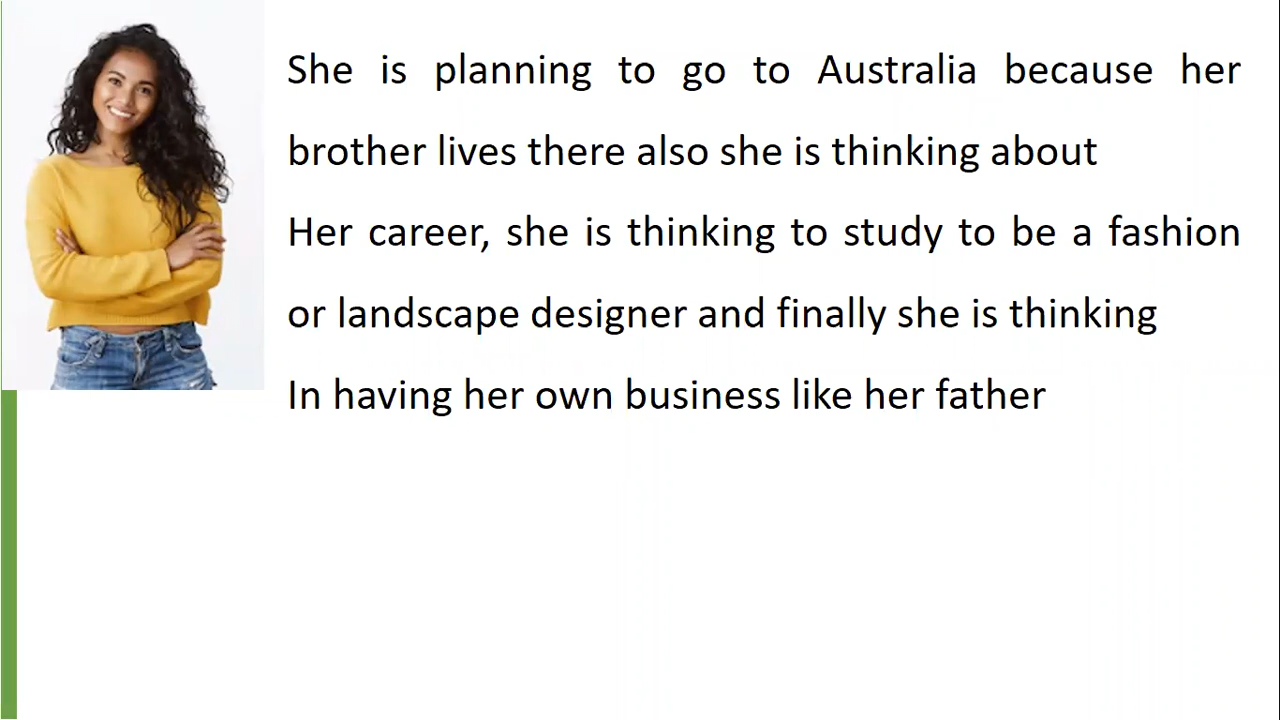 She is planning to go to Australia because her
brother lives there also she is thinking about
Her career, she is thinking to study to be a fashion
or landscape designer and finally she is thinking
In having her own business like her father